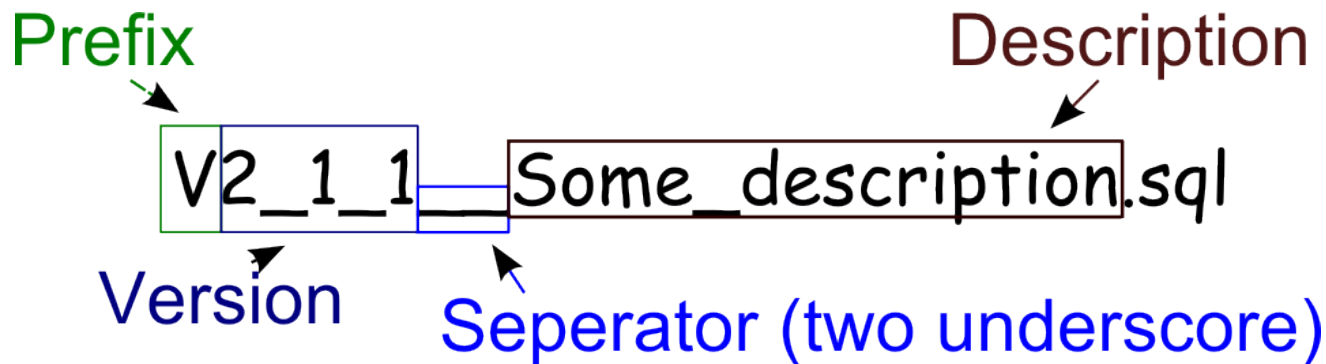 Prefix
Description
V2_1_1__Some_description.sql
Version
Seperator (two underscore)